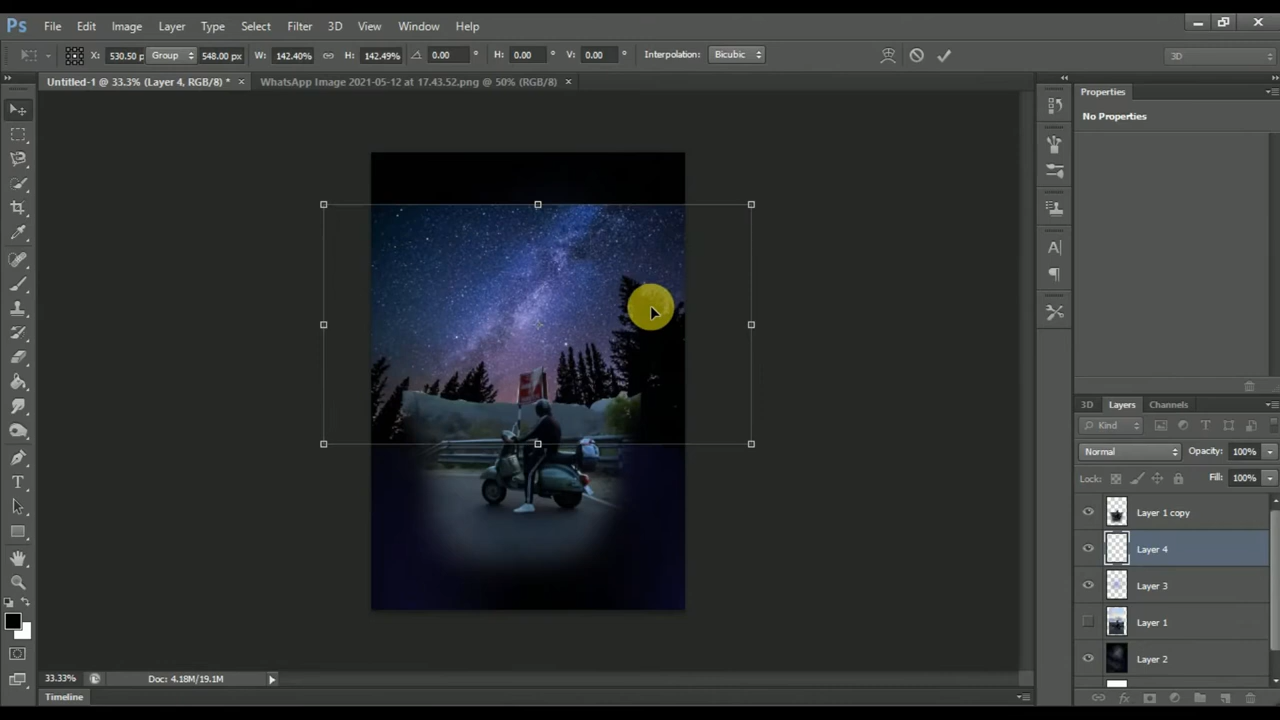 Ps File Edit Image Layer Type Select Filter 3D View Window Help
X: 530.50 p Group 548.00 px W: 142.40% H: 142.49% 0.00 ° H: 0.00 ° V: 0.00 ° Interpolation: Bicubic 3D
Untitled-1 @ 33.3% (Layer 4, RGB/8) * × WhatsApp Image 2021-05-12 at 17.43.52.png @ 50% (RGB/8) ×
Properties
No Properties
3D Layers Channels
Kind
Normal Opacity: 100%
Lock: Fill: 100%
Layer 1 copy
Layer 4
Layer 3
Layer 1
Layer 2
33.33% Doc: 4.18M/19.1M
Timeline